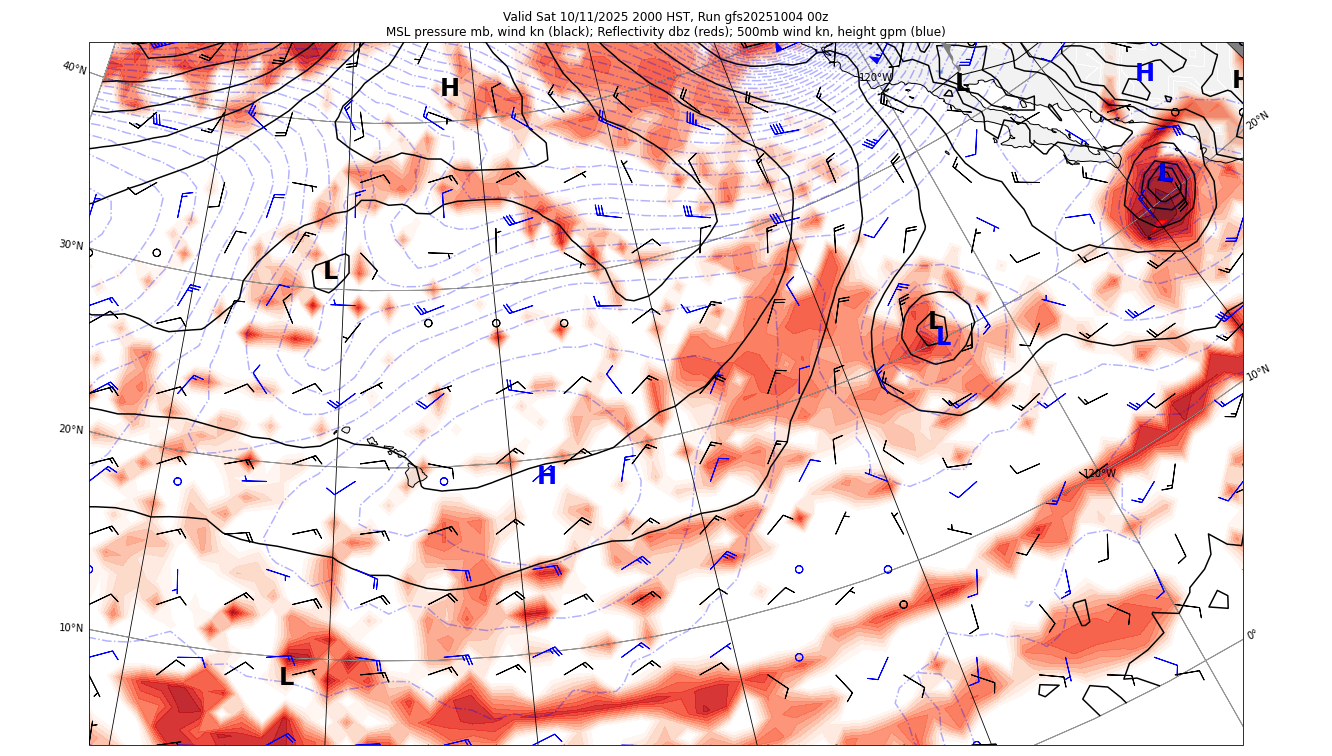 Valid Sat 10/11/2025 2000 HST, Run gfs20251004 00z
MSL pressure mb, wind kn (black); Reflectivity dbz (reds); 500mb wind kn, height gpm (blue)
40°N
120°W
L
H
H
H
20°N
L
30°N
L
L
L
10°N
20°N
H
120°W
10°N
0°
L